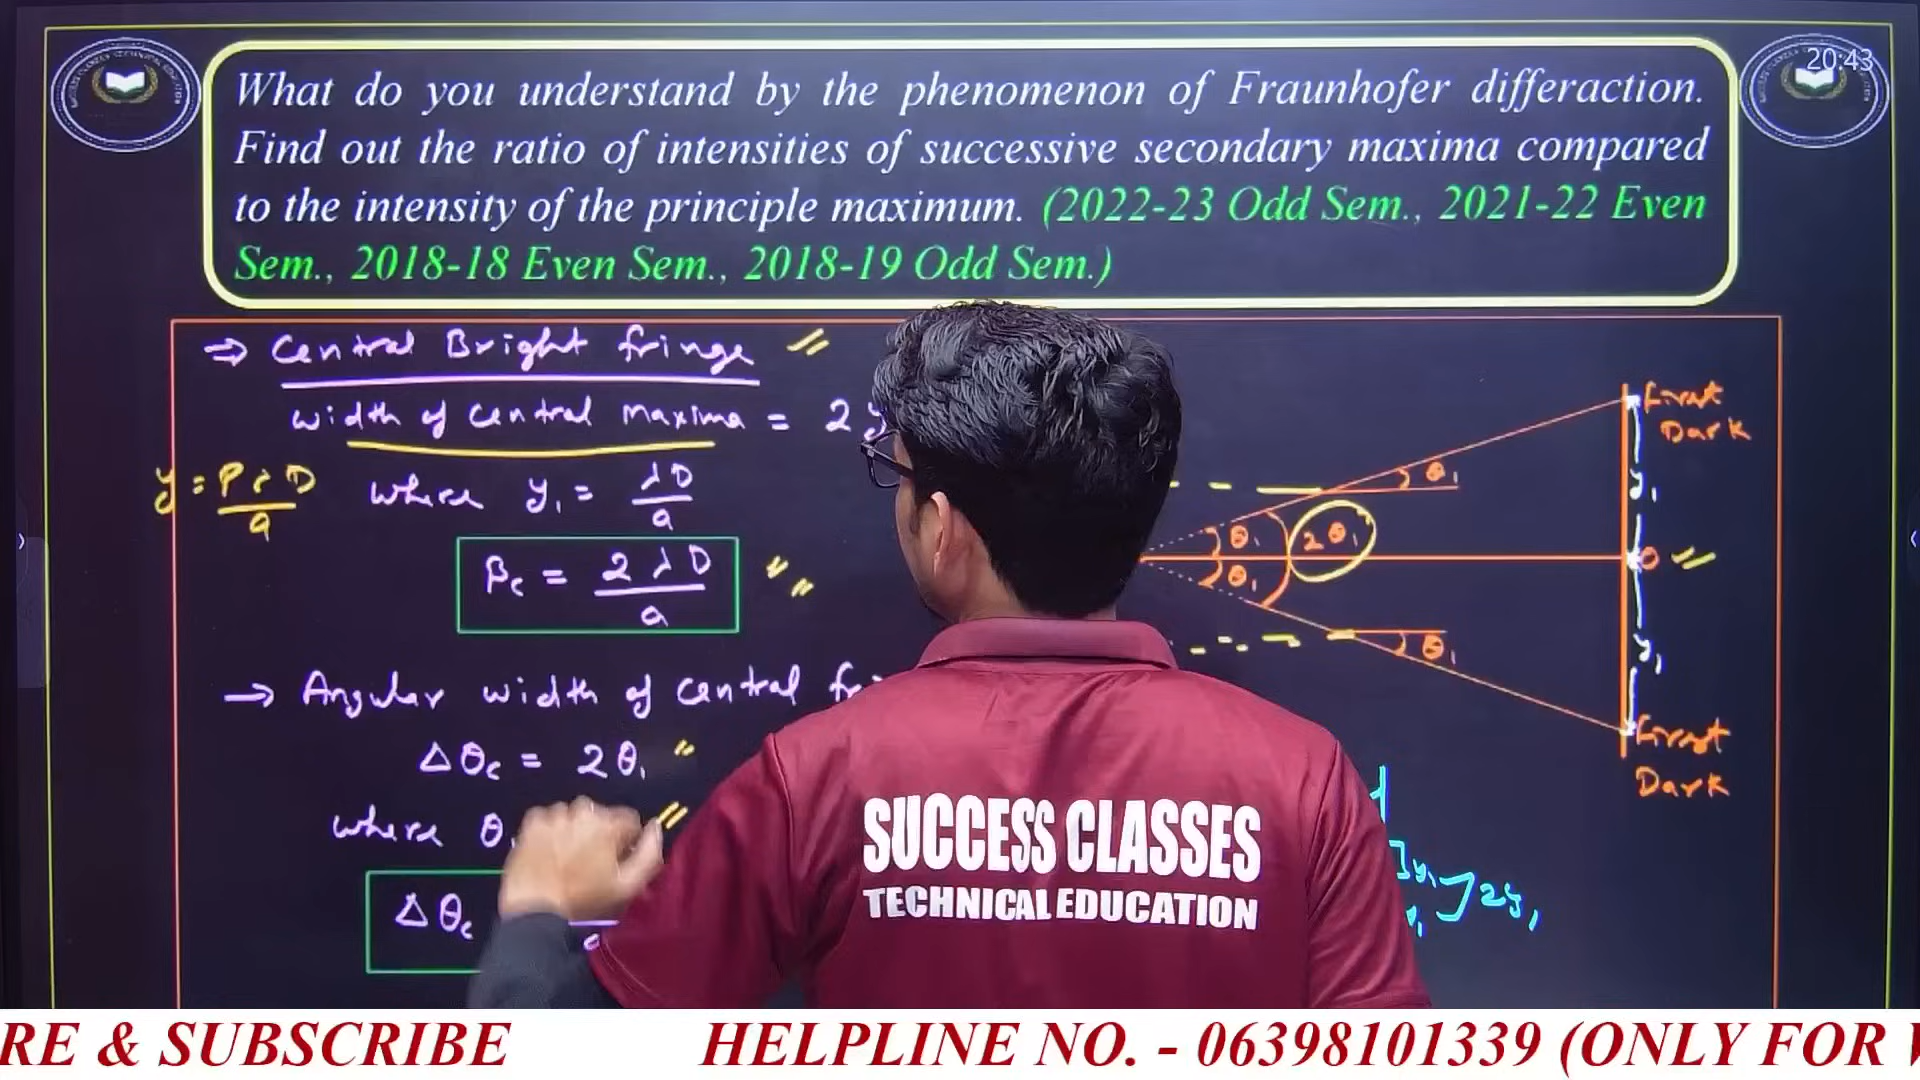 20:43
What do you understand by the phenomenon of Fraunhofer differaction.
Find out the ratio of intensities of successive secondary maxima compared
to the intensity of the principle maximum. (2022-23 Odd Sem., 2021-22 Even
Sem., 2018-18 Even Sem., 2018-19 Odd Sem.)
⇒ Central Bright fringe
width of central maxima = 2 y
y = PλD/a
where y₁ = λD/a
βc = 2λD/a
→ Angular width of central
Δθc = 2θ₁
where θ₁
Δθc
First
Dark
θ₁
y₁
θ₁
2θ₁
O
θ₁
θ₁
y₁
First
Dark
]y₁
]2y₁
SUCCESS CLASSES
TECHNICAL EDUCATION
RE & SUBSCRIBE HELPLINE NO. - 06398101339 (ONLY FOR